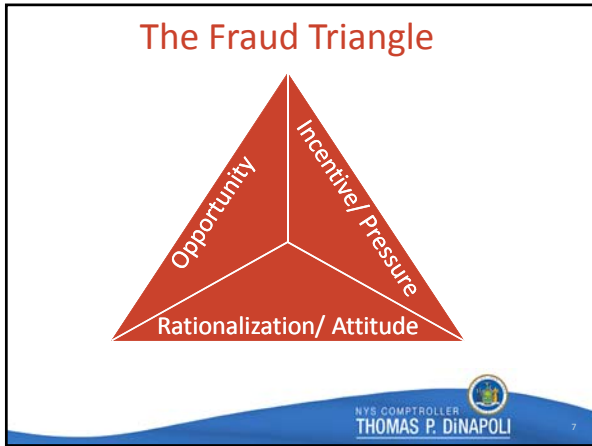 The Fraud Triangle
Opportunity
Incentive/ Pressure
Rationalization/ Attitude
NYS COMPTROLLER
THOMAS P. DiNAPOLI
7